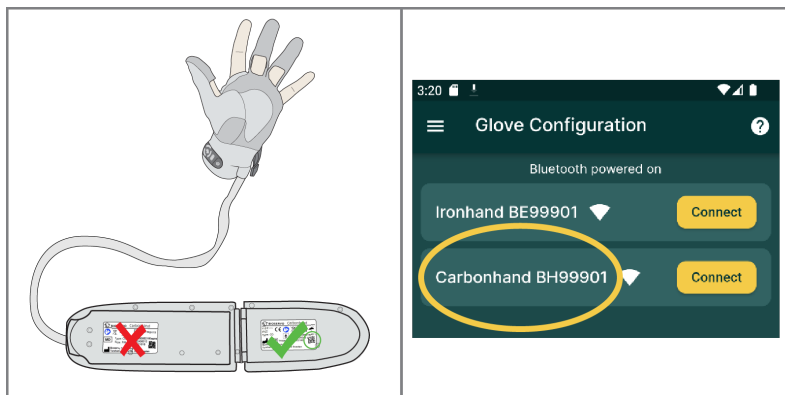 3:20
Glove Configuration
Bluetooth powered on
Ironhand BE99901
Connect
Carbonhand BH99901
Connect